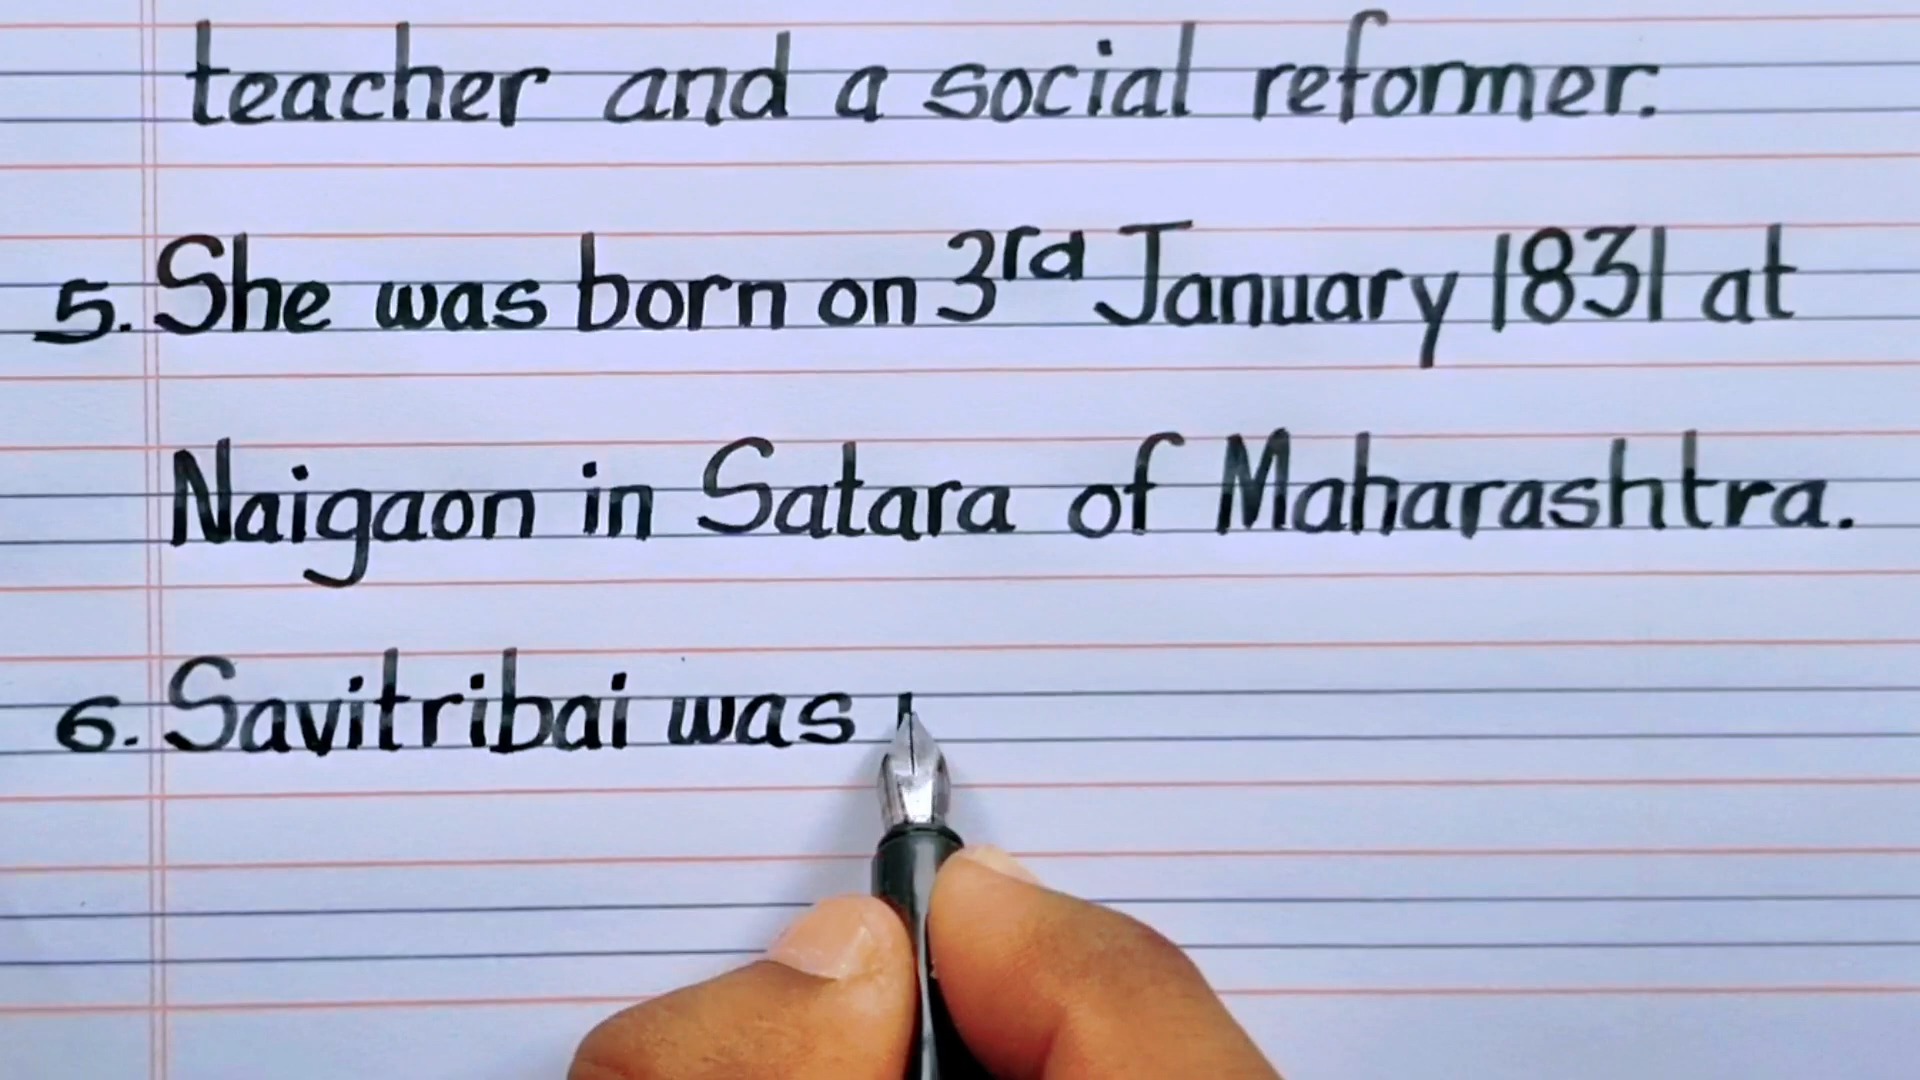 teacher and a social reformer.
5. She was born on 3rd January 1831 at
Naigaon in Satara of Maharashtra.
6. Savitribai was